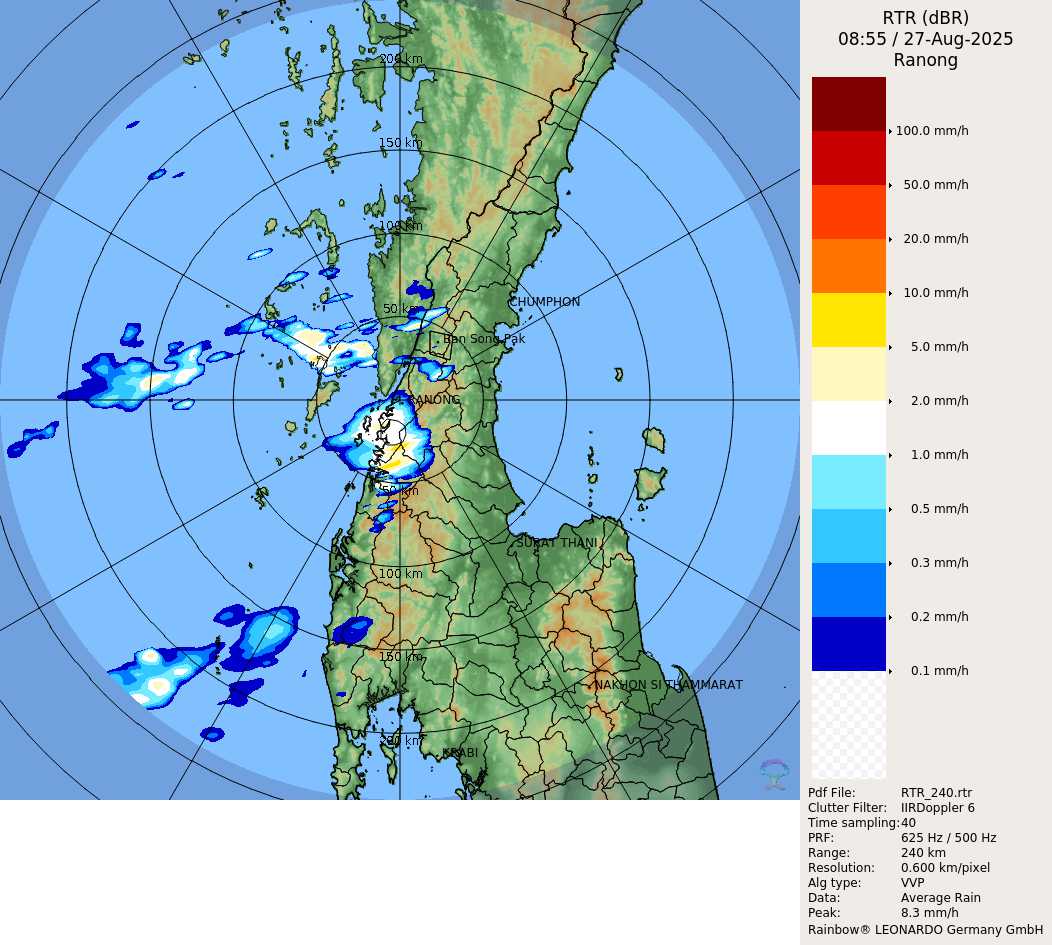 RTR (dBR)
08:55 / 27-Aug-2025
Ranong
100.0 mm/h
50.0 mm/h
20.0 mm/h
10.0 mm/h
5.0 mm/h
2.0 mm/h
1.0 mm/h
0.5 mm/h
0.3 mm/h
0.2 mm/h
0.1 mm/h
Pdf File: RTR_240.rtr
Clutter Filter: IIRDoppler 6
Time sampling:40
PRF: 625 Hz / 500 Hz
Range: 240 km
Resolution: 0.600 km/pixel
Alg type: VVP
Data: Average Rain
Peak: 8.3 mm/h
Rainbow® LEONARDO Germany GmbH
200 km
150 km
100 km
CHUMPHON
50 km
Ban Song Pak
RANONG
50 km
SURAT THANI
100 km
150 km
NAKHON SI THAMMARAT
200 km
KRABI